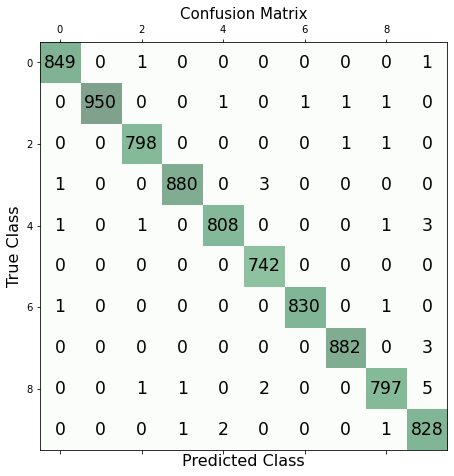 Confusion Matrix
0 2 4 6 8
0 849 0 1 0 0 0 0 0 0 1
0 950 0 0 1 0 1 1 1 0
2 0 0 798 0 0 0 0 1 1 0
1 0 0 880 0 3 0 0 0 0
4 1 0 1 0 808 0 0 0 1 3
0 0 0 0 0 742 0 0 0 0
6 1 0 0 0 0 0 830 0 1 0
0 0 0 0 0 0 0 882 0 3
8 0 0 1 1 0 2 0 0 797 5
0 0 0 1 2 0 0 0 1 828
True Class
Predicted Class